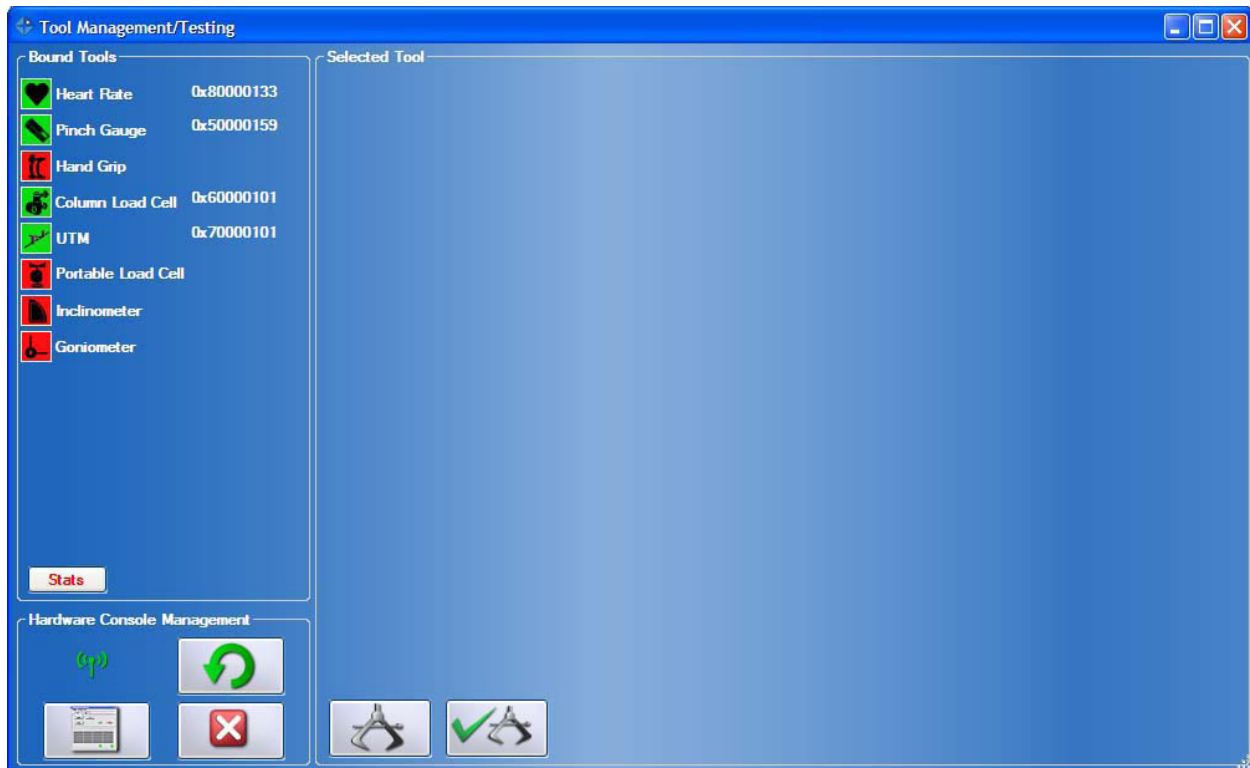 Tool Management/Testing
Bound Tools
Heart Rate 0x80000133
Pinch Gauge 0x50000159
Hand Grip
Column Load Cell 0x60000101
UTM 0x70000101
Portable Load Cell
Inclinometer
Goniometer
Stats
Hardware Console Management
Selected Tool